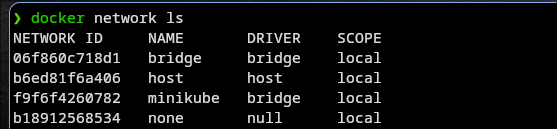 ❯ docker network ls
NETWORK ID     NAME       DRIVER    SCOPE
06f860c718d1   bridge     bridge    local
b6ed81f6a406   host       host      local
f9f6f4260782   minikube   bridge    local
b18912568534   none       null      local